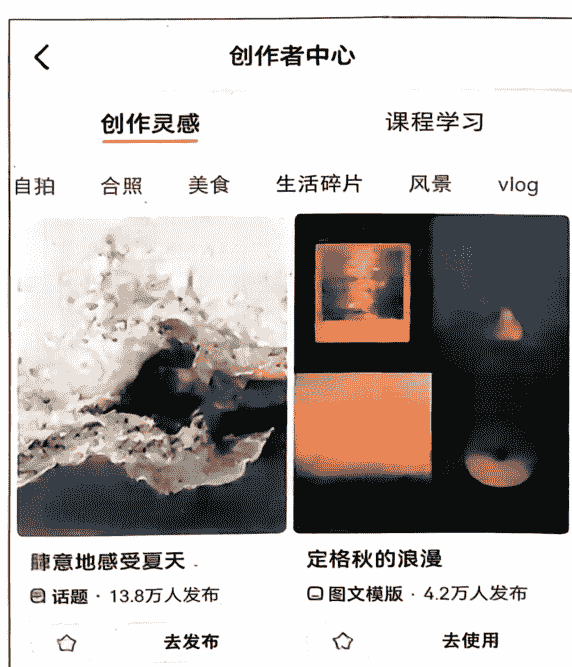 创作者中心
创作灵感 课程学习
自拍 合照 美食 生活碎片 风景 vlog
肆意地感受夏天 定格秋的浪漫
话题·13.8万人发布 图文模版·4.2万人发布
去发布 去使用